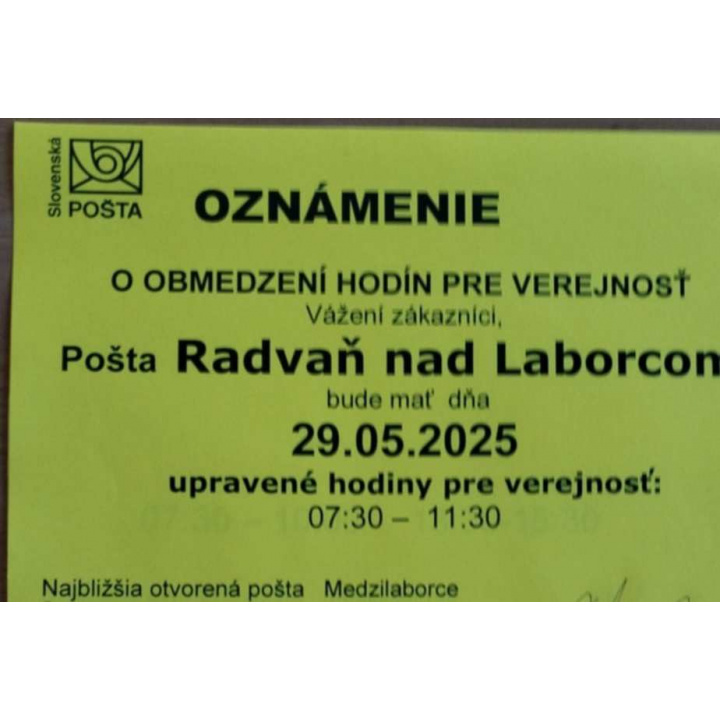 Slovenská
POŠTA
OZNÁMENIE
O OBMEDZENÍ HODÍN PRE VEREJNOSŤ
Vážení zákazníci,
Pošta Radvaň nad Laborcom
bude mať dňa
29.05.2025
upravené hodiny pre verejnosť:
07:30 – 11:30
Najbližšia otvorená pošta Medzilaborce